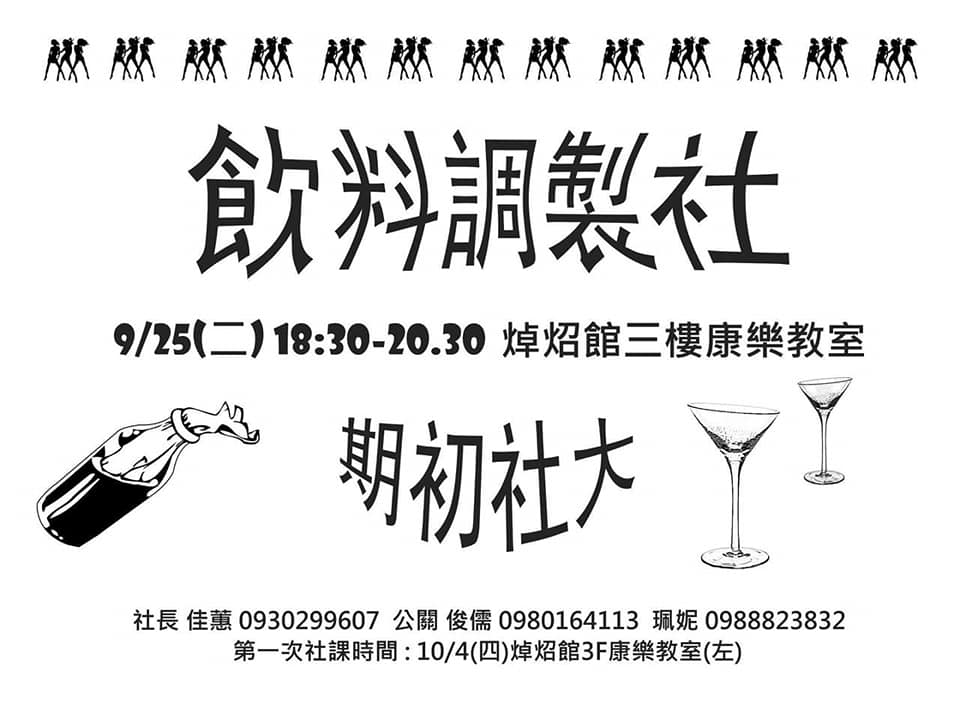 飲料調製社
9/25(二) 18:30-20.30 焯炤館三樓康樂教室
期初社大
社長 佳蕙 0930299607 公關 俊儒 0980164113 珮妮 0988823832
第一次社課時間 : 10/4(四)焯炤館3F康樂教室(左)